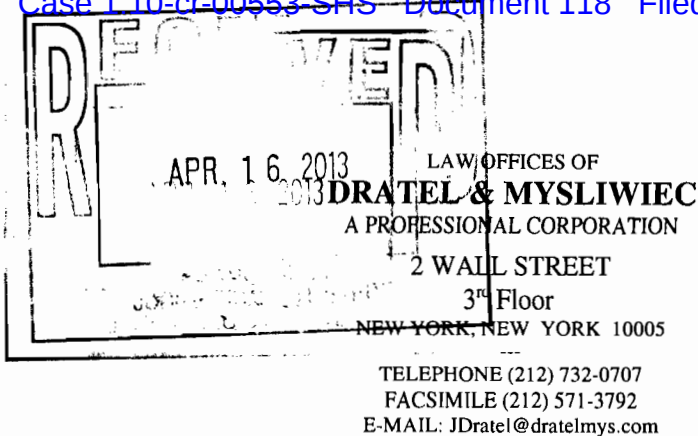 Case 1:10-cr-00553-SHS Document 118 Filed
RECEIVED
APR. 16 2013
2013
LAW OFFICES OF
DRATEL & MYSLIWIEC
A PROFESSIONAL CORPORATION
2 WALL STREET
3rd Floor
NEW YORK, NEW YORK 10005
TELEPHONE (212) 732-0707
FACSIMILE (212) 571-3792
E-MAIL: JDratel@dratelmys.com